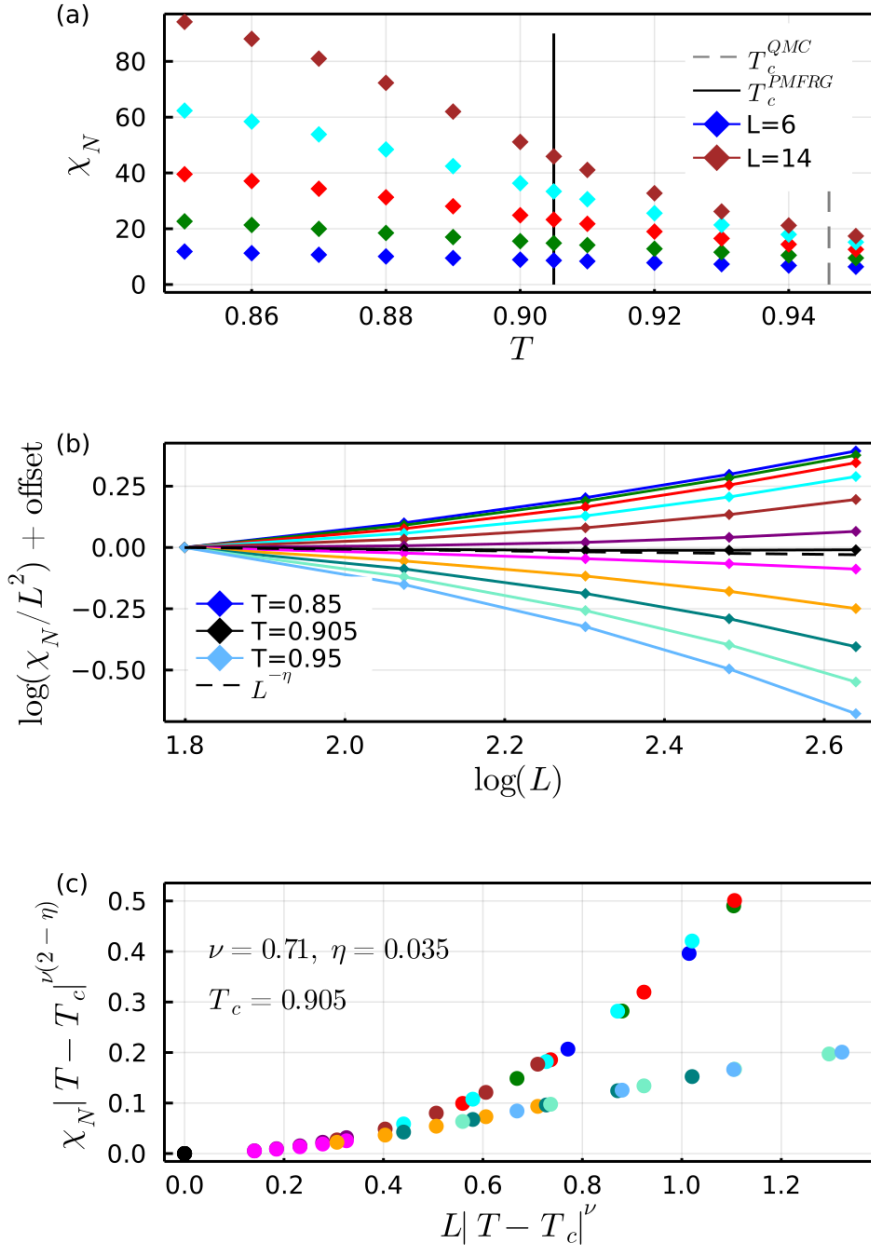 (a)
80
60
40
20
0
χ_N
T_c^{QMC}
T_c^{PMFRG}
L=6
L=14
0.86 0.88 0.90 0.92 0.94
T
(b)
log(χ_N/L^2) + offset
0.25
0.00
−0.25
−0.50
T=0.85
T=0.905
T=0.95
L^{−η}
1.8 2.0 2.2 2.4 2.6
log(L)
(c)
χ_N|T − T_c|^{ν(2 − η)}
0.5
0.4
0.3
0.2
0.1
0.0
ν = 0.71, η = 0.035
T_c = 0.905
0.0 0.2 0.4 0.6 0.8 1.0 1.2
L|T − T_c|^ν